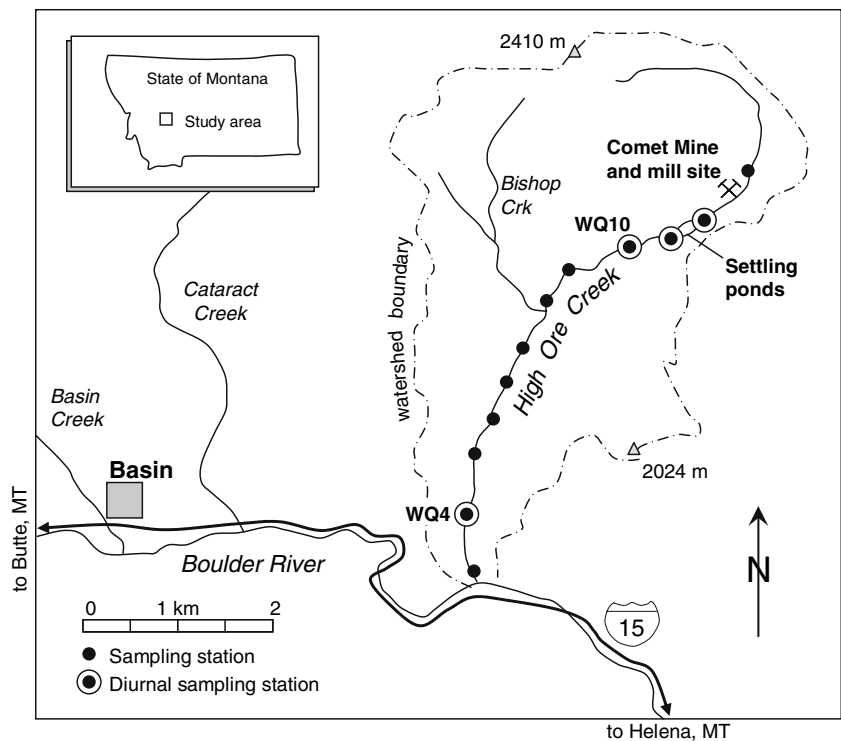 2410 m
State of Montana
Study area
Comet Mine
and mill site
Bishop
Crk
WQ10
Settling
ponds
Cataract
Creek
watershed boundary
High Ore Creek
Basin
Creek
2024 m
Basin
WQ4
to Butte, MT
Boulder River
N
0 1 km 2
15
Sampling station
Diurnal sampling station
to Helena, MT